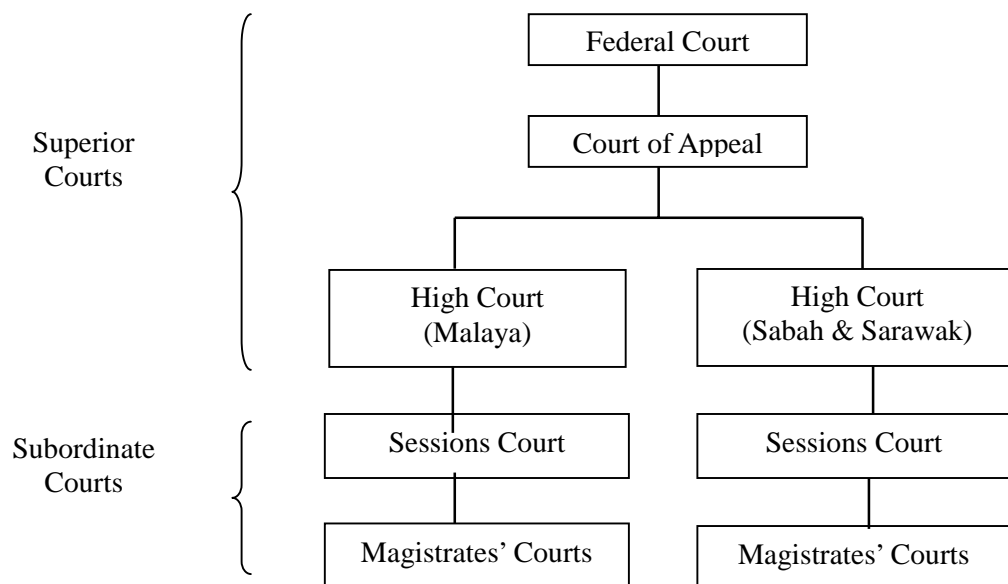 Federal Court
Court of Appeal
Superior
Courts
High Court
(Malaya)
High Court
(Sabah & Sarawak)
Subordinate
Courts
Sessions Court
Sessions Court
Magistrates’ Courts
Magistrates’ Courts